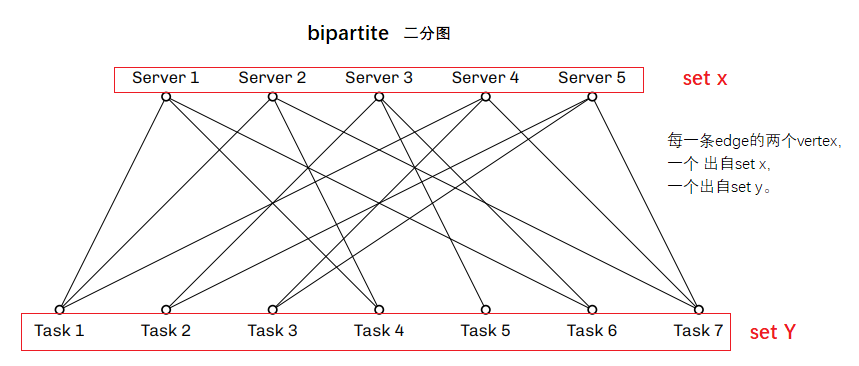 bipartite 二分图
Server 1 Server 2 Server 3 Server 4 Server 5 set x
每一条edge的两个vertex,
一个 出自set x,
一个出自set y。
Task 1 Task 2 Task 3 Task 4 Task 5 Task 6 Task 7 set Y